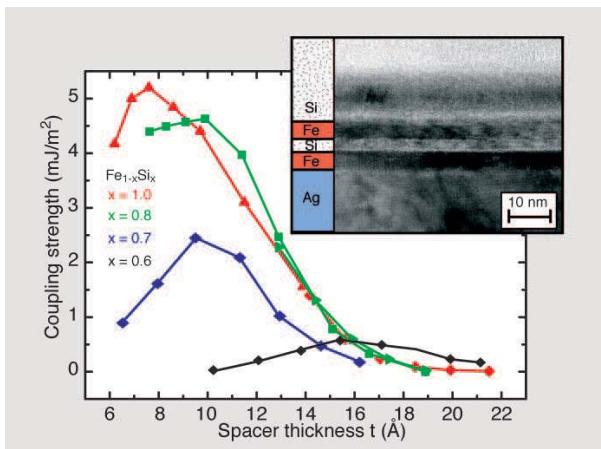 Coupling strength (mJ/m²)
5
4
3
2
1
0
6 8 10 12 14 16 18 20 22
Spacer thickness t (Å)
Fe₁₋ₓSiₓ
x = 1.0
x = 0.8
x = 0.7
x = 0.6
Si
Fe
Si
Fe
Ag
10 nm